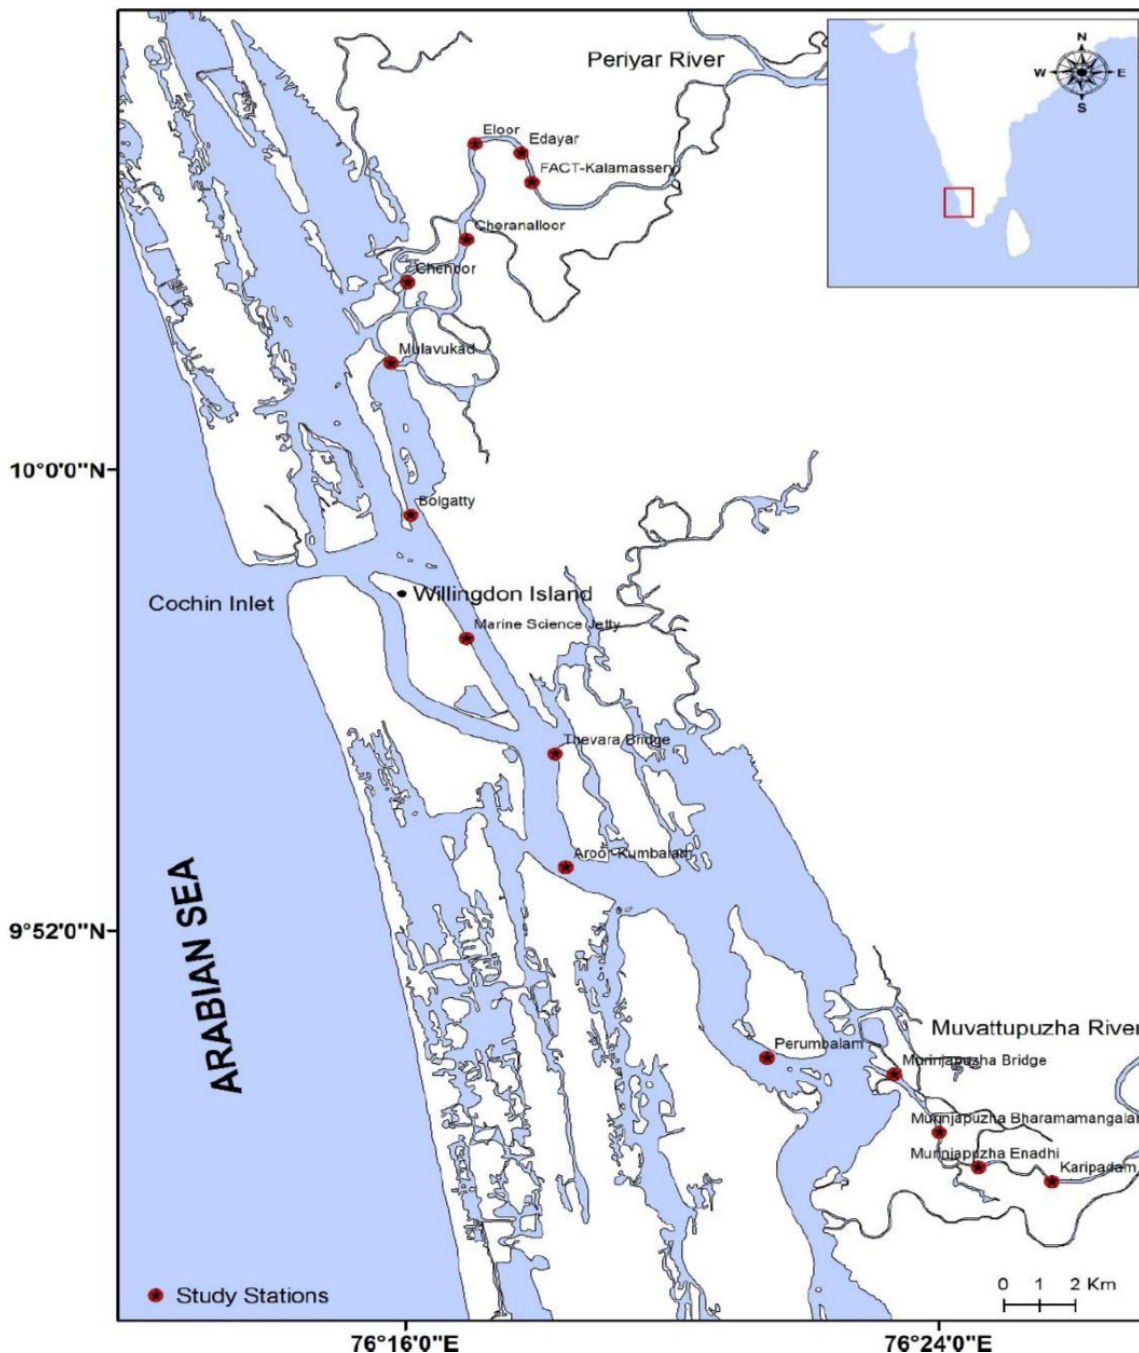 Periyar River
N
W
E
S
Eloor
Edayar
FACT-Kalamassery
Cheranalloor
Chenoor
Mulavukad
10°0'0"N
Bolgatty
Willingdon Island
Cochin Inlet
Marine Science Jetty
Thevara Bridge
Aroor-Kumbalam
9°52'0"N
ARABIAN SEA
Muvattupuzha River
Perumbalam
Murinjapuzha Bridge
Murinjapuzha Bharamamangalam
Murinjapuzha Enadhi
Karipadam
Study Stations
0 1 2 Km
76°16'0"E
76°24'0"E